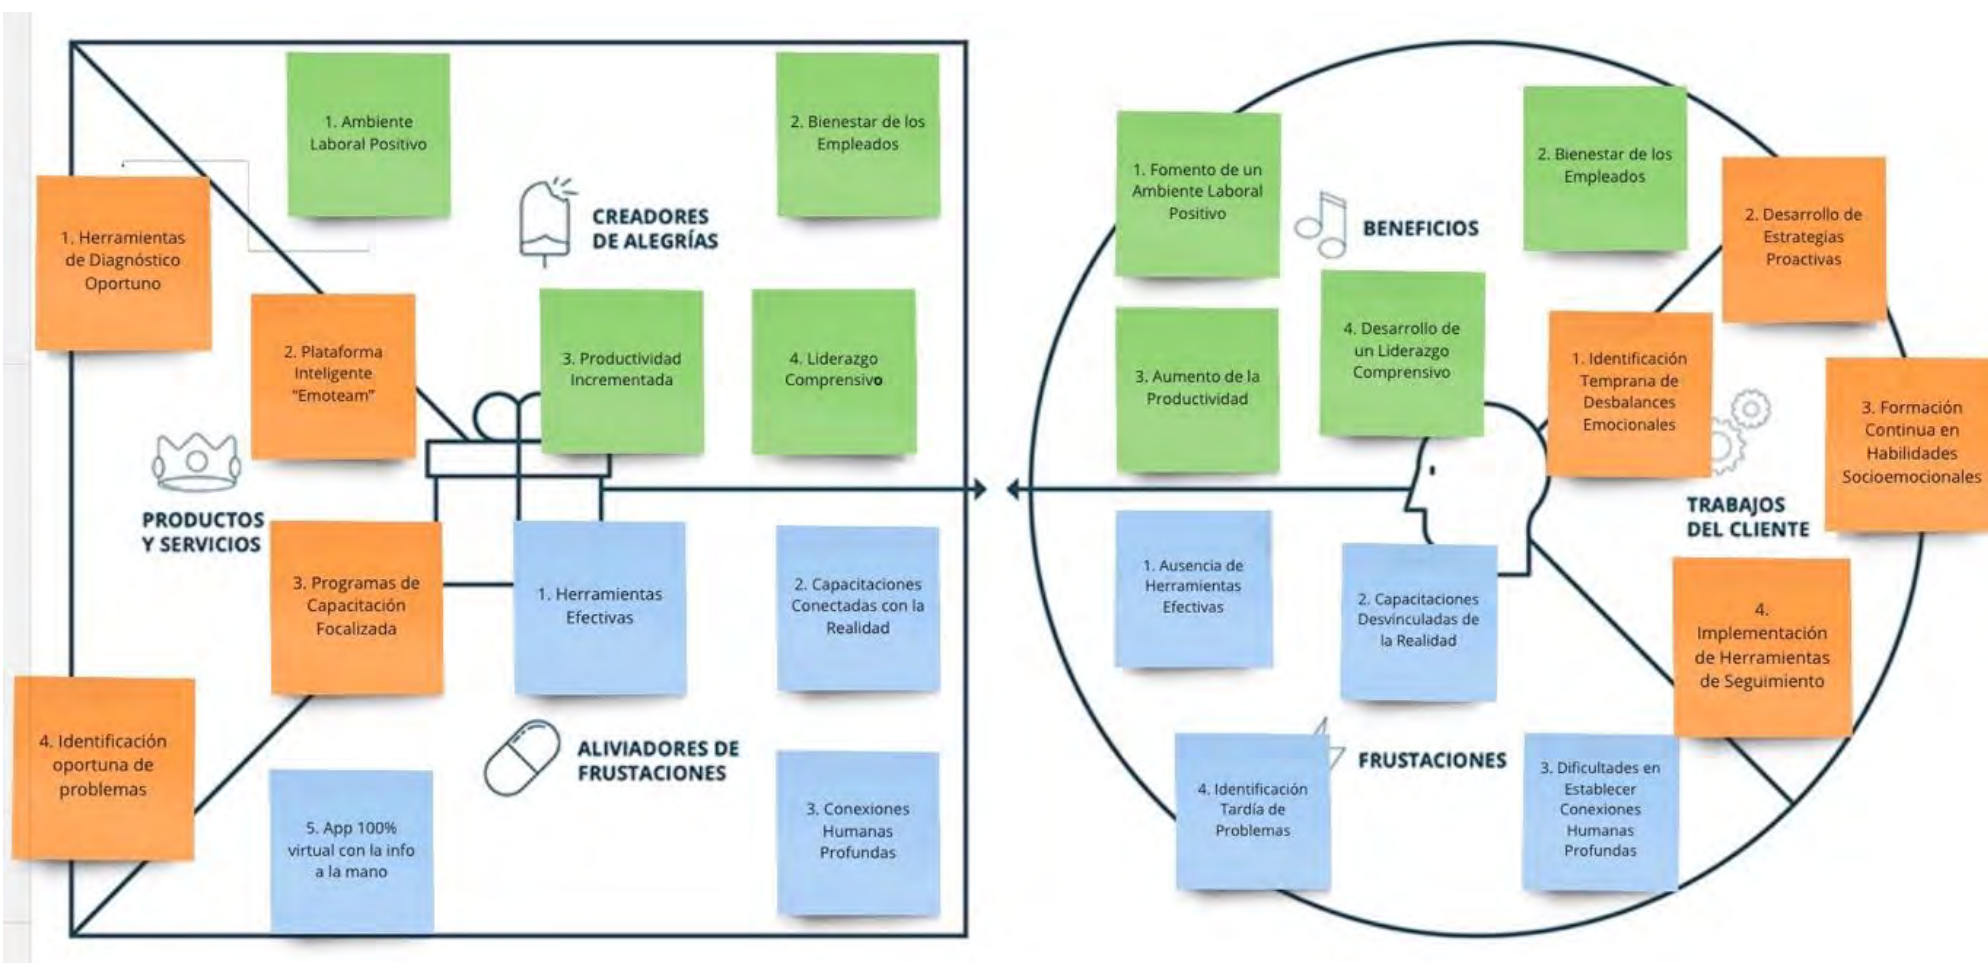 1. Ambiente
Laboral Positivo
2. Bienestar de los
Empleados
CREADORES
DE ALEGRÍAS
1. Herramientas
de Diagnóstico
Oportuno
2. Plataforma
Inteligente
"Emoteam"
3. Productividad
Incrementada
4. Liderazgo
Comprensivo
PRODUCTOS
Y SERVICIOS
3. Programas de
Capacitación
Focalizada
1. Herramientas
Efectivas
2. Capacitaciones
Conectadas con la
Realidad
4. Identificación
oportuna de
problemas
ALIVIADORES DE
FRUSTACIONES
5. App 100%
virtual con la info
a la mano
3. Conexiones
Humanas
Profundas
1. Fomento de un
Ambiente Laboral
Positivo
BENEFICIOS
2. Bienestar de los
Empleados
2. Desarrollo de
Estrategias
Proactivas
3. Aumento de la
Productividad
4. Desarrollo de
un Liderazgo
Comprensivo
1. Identificación
Temprana de
Desbalances
Emocionales
3. Formación
Continua en
Habilidades
Socioemocionales
TRABAJOS
DEL CLIENTE
1. Ausencia de
Herramientas
Efectivas
2. Capacitaciones
Desvinculadas de
la Realidad
4.
Implementación
de Herramientas
de Seguimiento
4. Identificación
Tardía de
Problemas
FRUSTACIONES
3. Dificultades en
Establecer
Conexiones
Humanas
Profundas